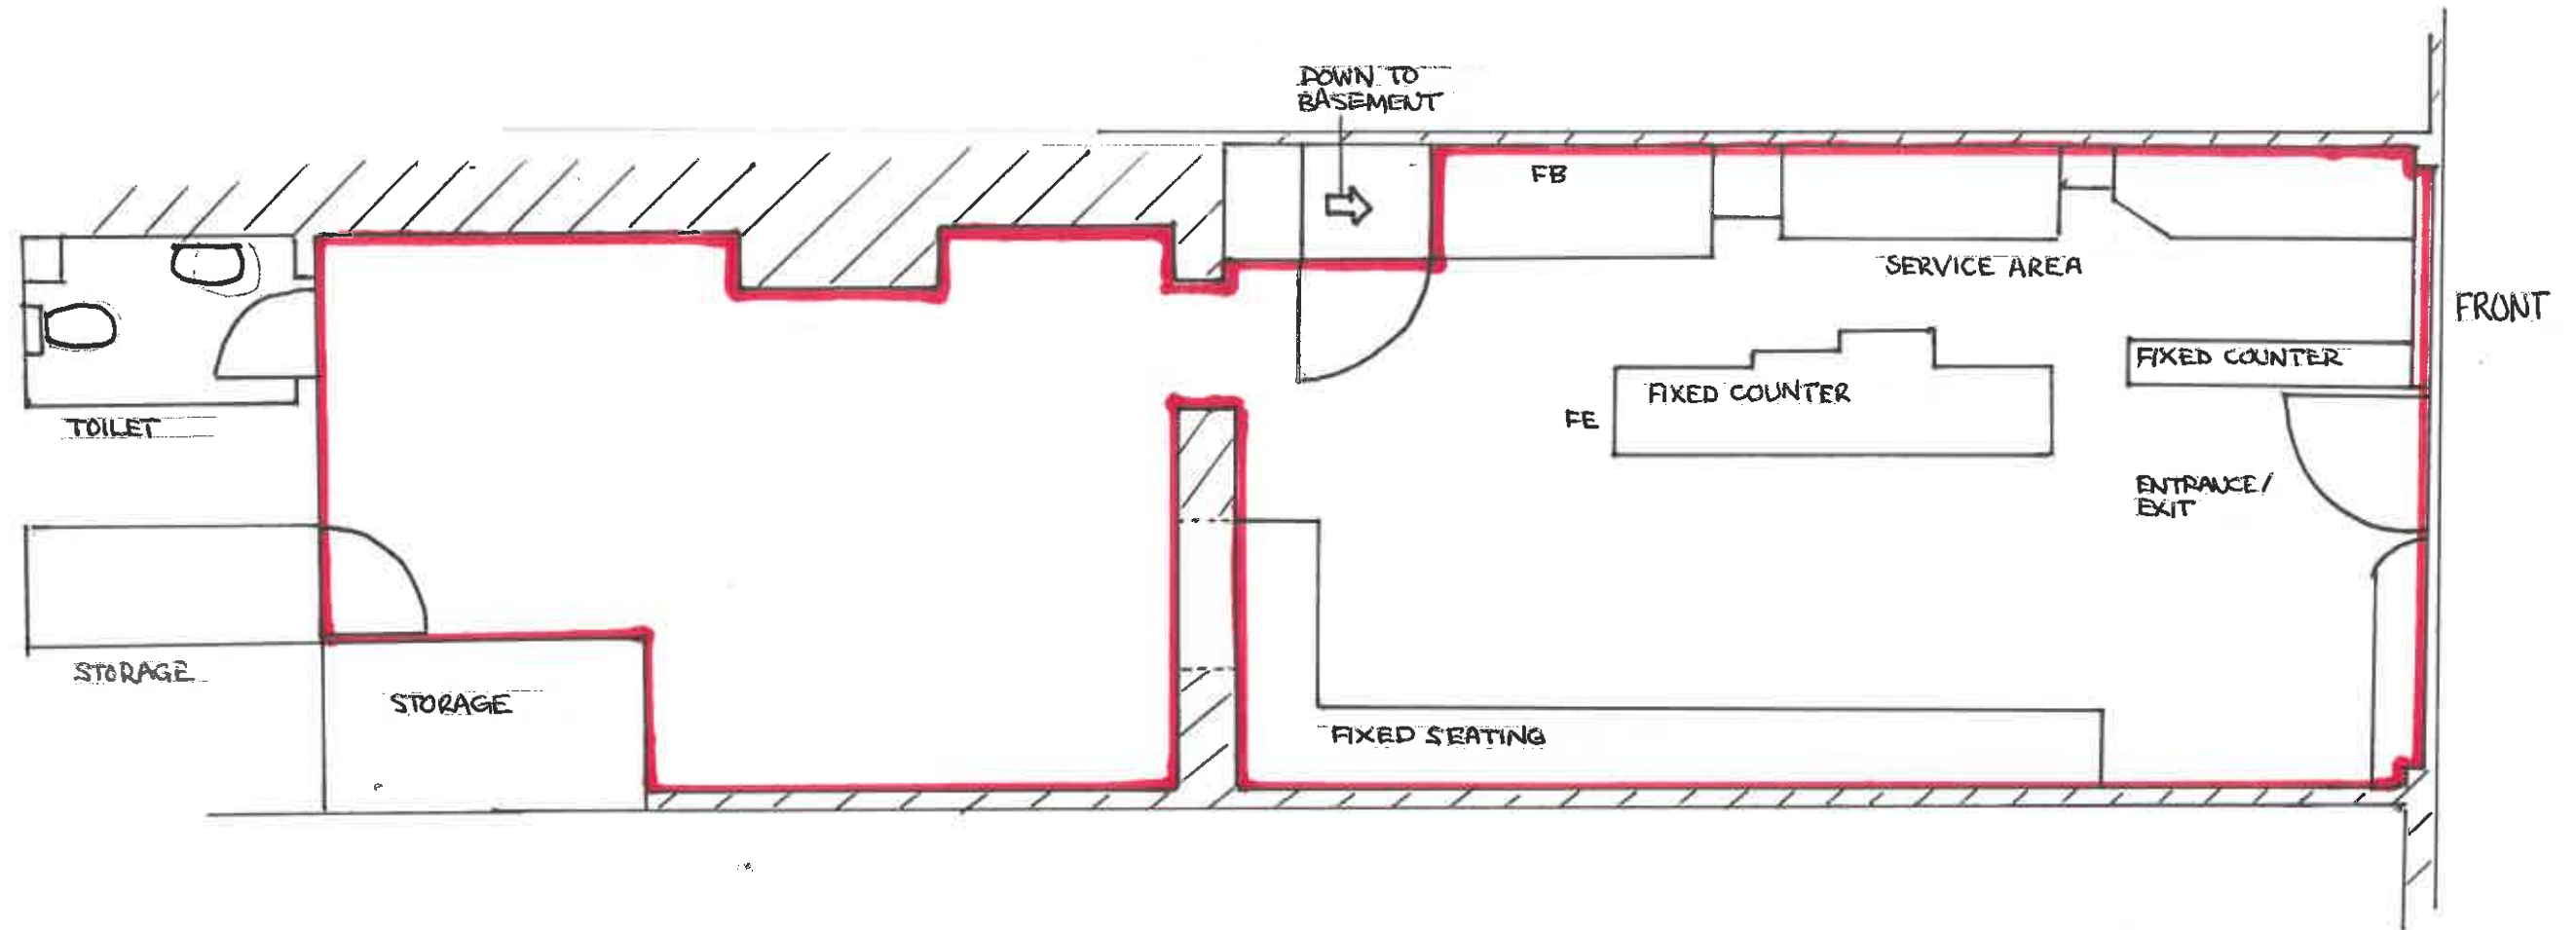 DOWN TO
BASEMENT
FB
SERVICE AREA
FRONT
FIXED COUNTER
FIXED COUNTER
FE
TOILET
ENTRANCE/
EXIT
STORAGE
STORAGE
FIXED SEATING